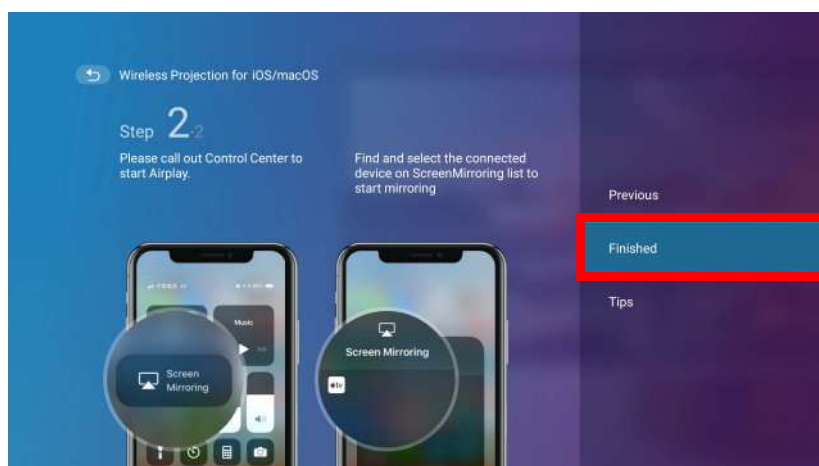 Wireless Projection for iOS/macOS
Step 2·2
Please call out Control Center to
start Airplay.
Find and select the connected
device on ScreenMirroring list to
start mirroring
Previous
Finished
Tips
Music
Screen
Mirroring
Screen Mirroring
tv